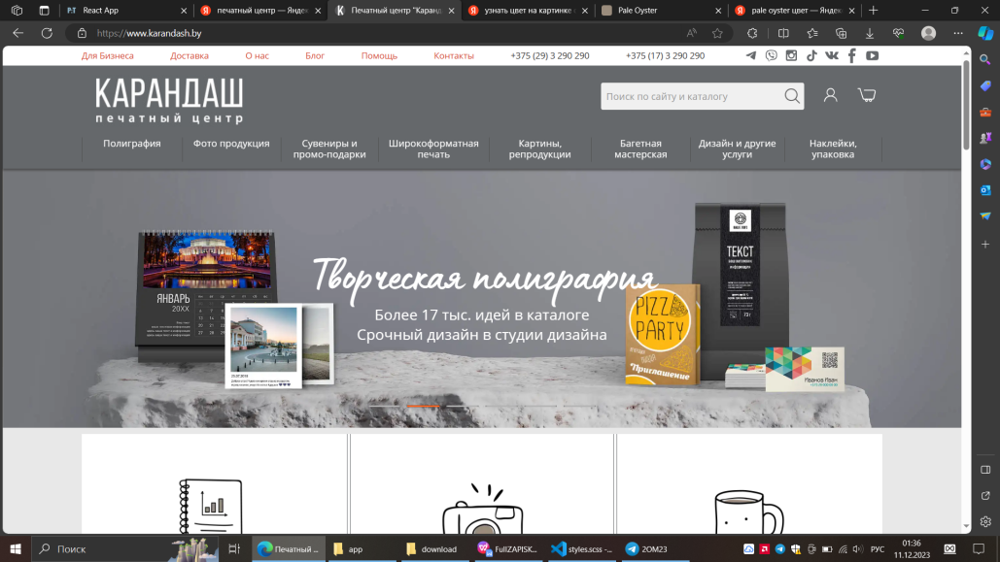 React App
печатный центр — Яндек
Печатный центр "Каранд
узнать цвет на картинке
Pale Oyster
pale oyster цвет — Яндек
https://www.karandash.by
Для Бизнеса
Доставка
О нас
Блог
Помощь
Контакты
+375 (29) 3 290 290
+375 (17) 3 290 290
КАРАНДАШ
печатный центр
Поиск по сайту и каталогу
Полиграфия
Фото продукция
Сувениры и
промо-подарки
Широкоформатная
печать
Картины,
репродукции
Багетная
мастерская
Дизайн и другие
услуги
Наклейки,
упаковка
Творческая полиграфия
Более 17 тыс. идей в каталоге
Срочный дизайн в студии дизайна
ЯНВАРЬ
20XX
ТЕКСТ
PIZZA
PARTY
Приглашение
Иванов Иван
Поиск
Печатный ...
app
download
FullZAPISK...
styles.scss -...
2ОМ23
РУС
01:36
11.12.2023